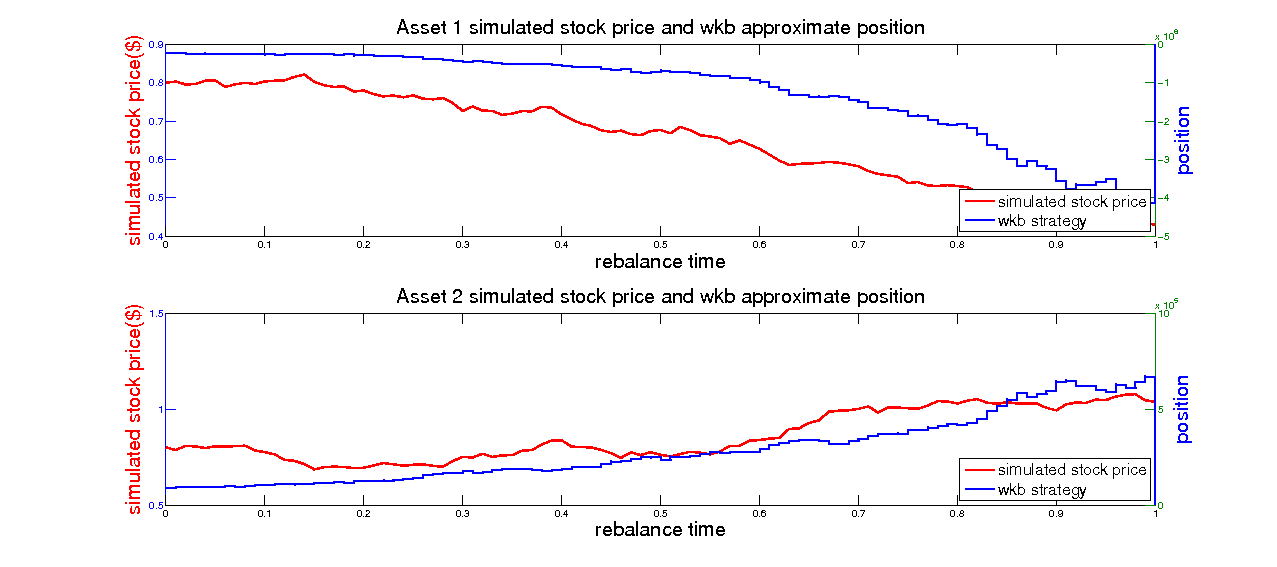 Asset 1 simulated stock price and wkb approximate position
x 10
simulated stock price($)
0.9
0.8
0.7
0.6
0.5
0.4
0
−1
−2
−3
−4
−5
position
simulated stock price
wkb strategy
0 0.1 0.2 0.3 0.4 0.5 0.6 0.7 0.8 0.9 1
rebalance time
Asset 2 simulated stock price and wkb approximate position
x 10
simulated stock price($)
1.5
1
0.5
10
5
0
position
simulated stock price
wkb strategy
0 0.1 0.2 0.3 0.4 0.5 0.6 0.7 0.8 0.9 1
rebalance time